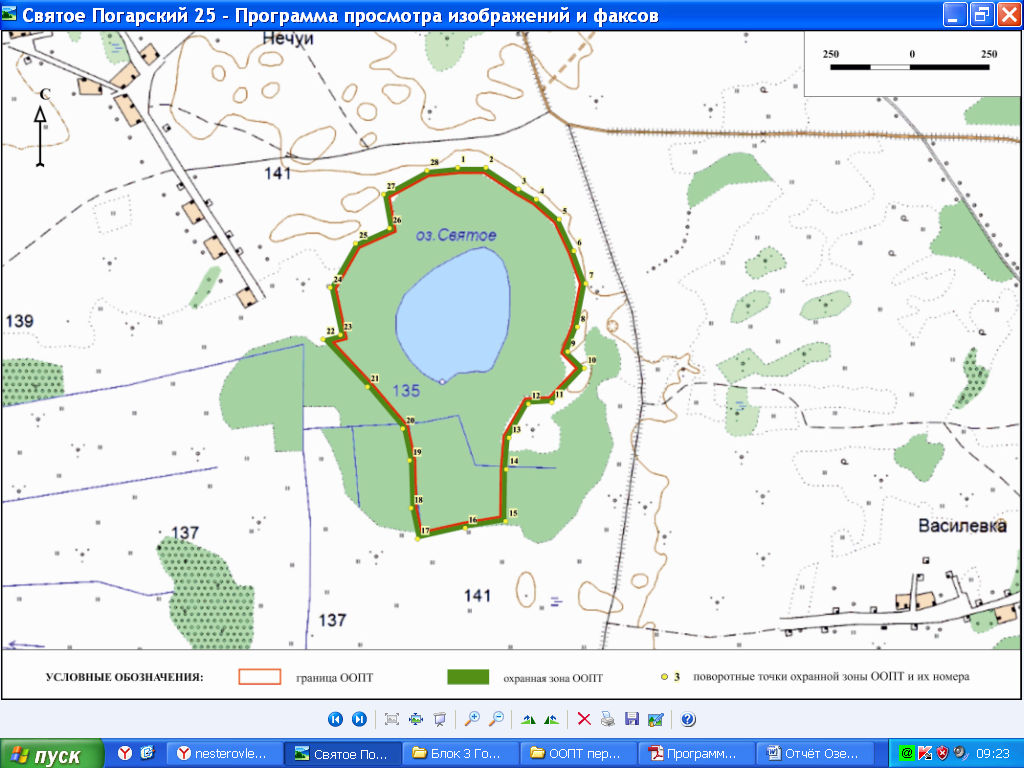 Святое Погарский 25 - Программа просмотра изображений и факсов
Нечуи
250 0 250
С
141
28 1 2
27 3 4
26 5
оз.Святое
25 6
24 7
139
22 23 8
9
10
21 135
12 11
20
13
19 14
18
16 15
17
137
Василевка
141
137
УСЛОВНЫЕ ОБОЗНАЧЕНИЯ: граница ООПТ охранная зона ООПТ 3 поворотные точки охранной зоны ООПТ и их номера
пуск nesterovle... Святое По... Блок 3 Го... ООПТ пер... Программ... Отчёт Озе... 09:23